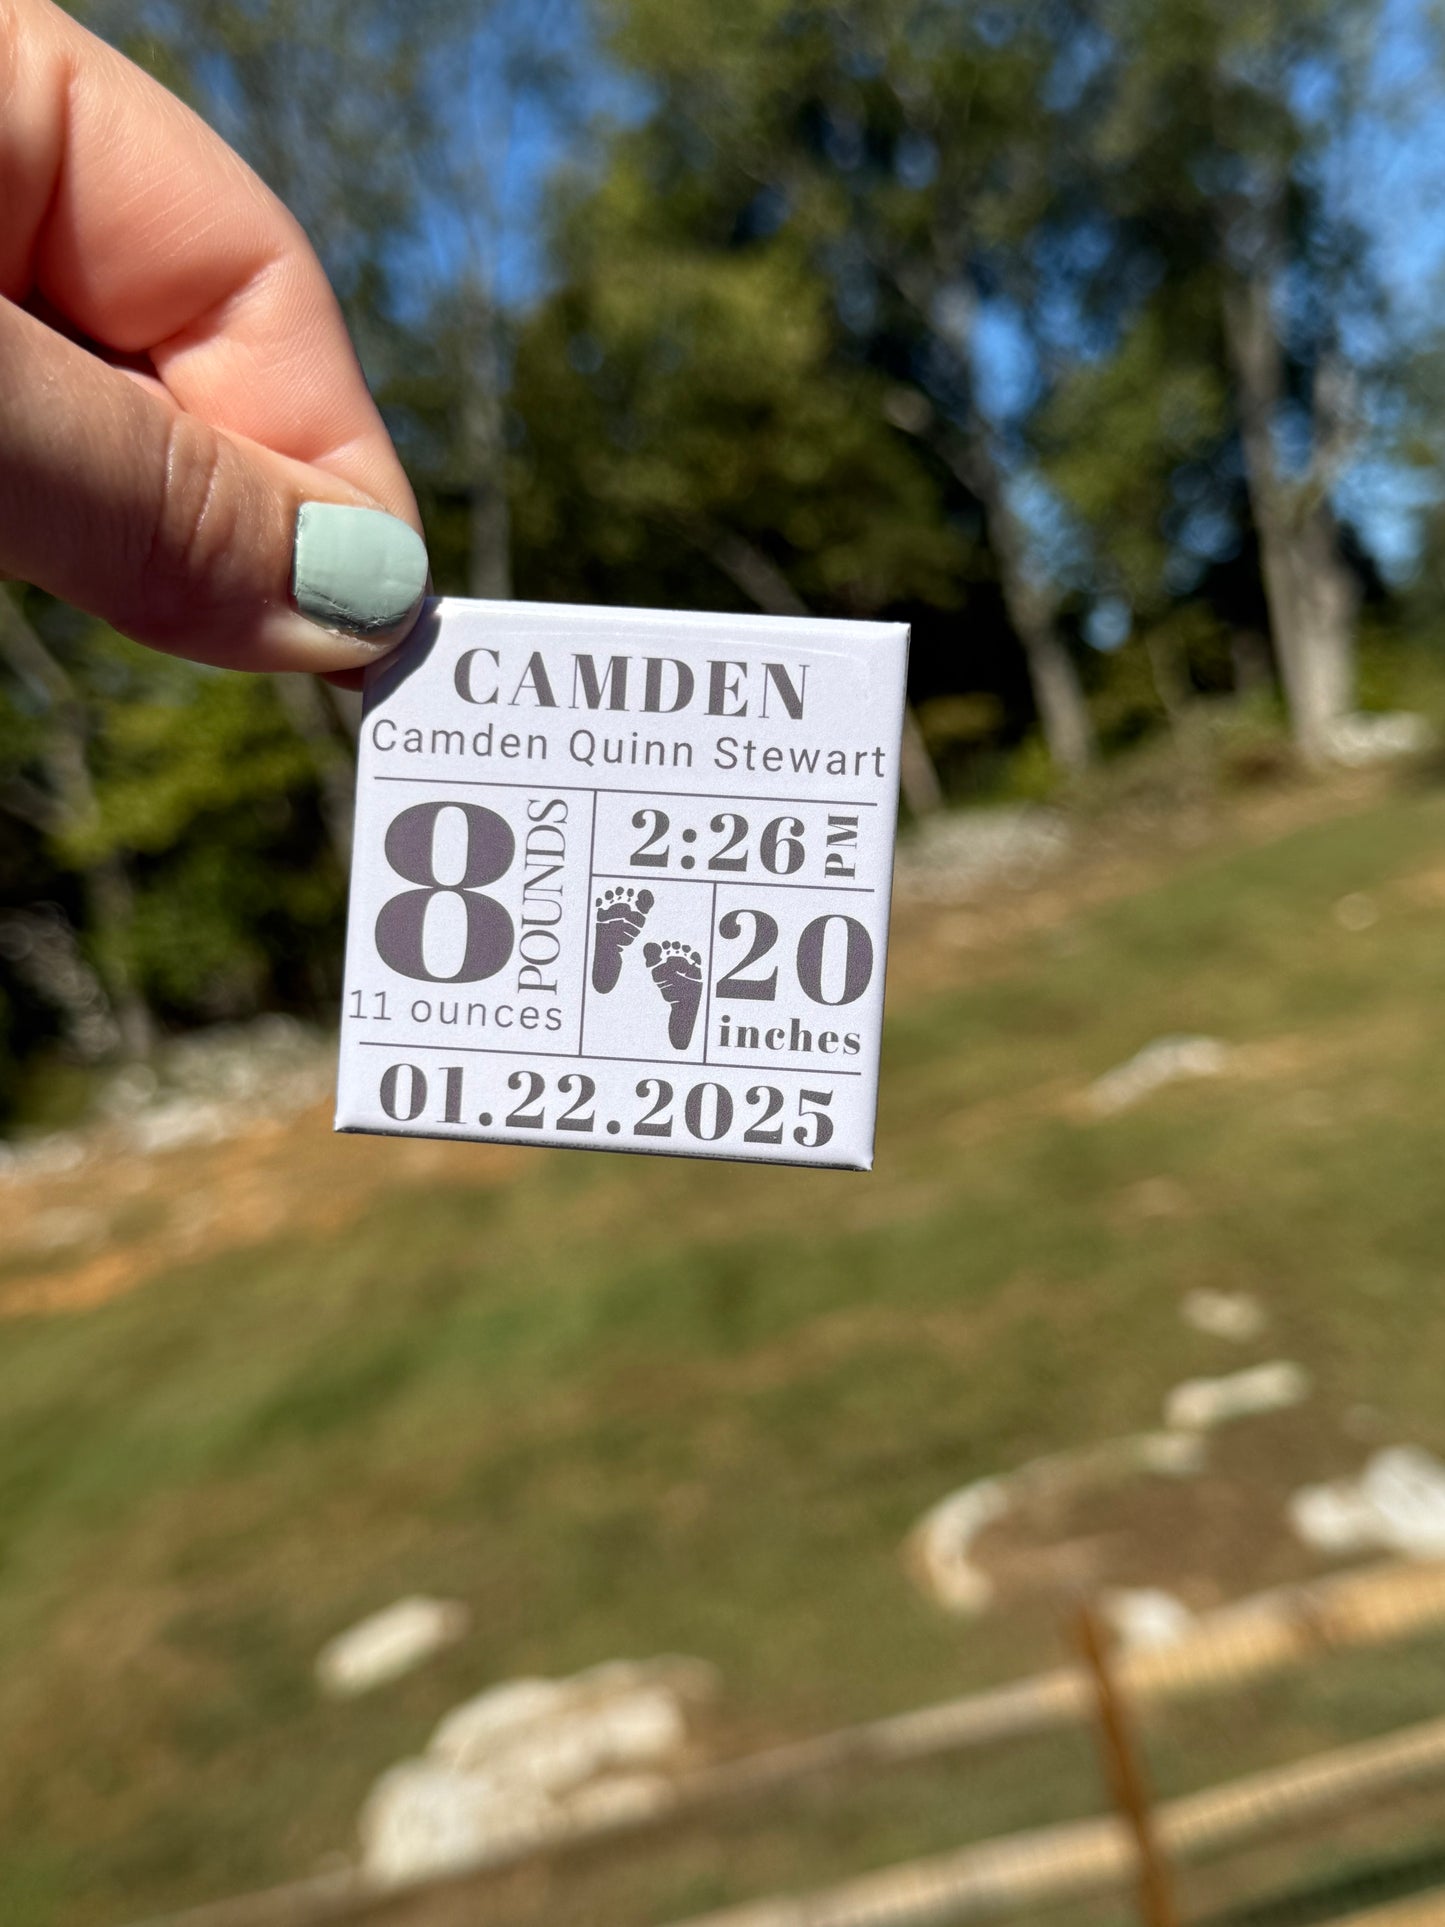 CAMDEN
Camden Quinn Stewart
8 POUNDS
11 ounces
2:26 PM
20
inches
01.22.2025